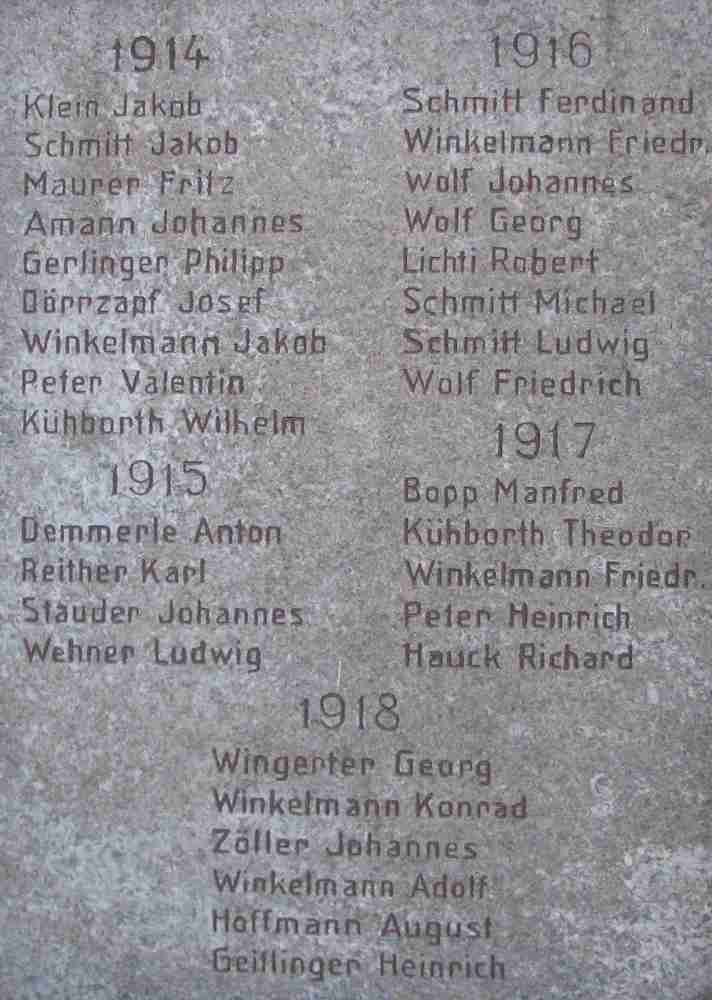 1914
Klein Jakob
Schmitt Jakob
Maurer Fritz
Amann Johannes
Gerlinger Philipp
Dörrzapf Josef
Winkelmann Jakob
Peter Valentin
Kühborth Wilhelm
1915
Demmerle Anton
Reither Karl
Stauder Johannes
Wehner Ludwig
1916
Schmitt Ferdinand
Winkelmann Friedr.
Wolf Johannes
Wolf Georg
Lichti Robert
Schmitt Michael
Schmitt Ludwig
Wolf Friedrich
1917
Bopp Manfred
Kühborth Theodor
Winkelmann Friedr.
Peter Heinrich
Hauck Richard
1918
Wingerter Georg
Winkelmann Konrad
Zöller Johannes
Winkelmann Adolf
Hoffmann August
Heinrich